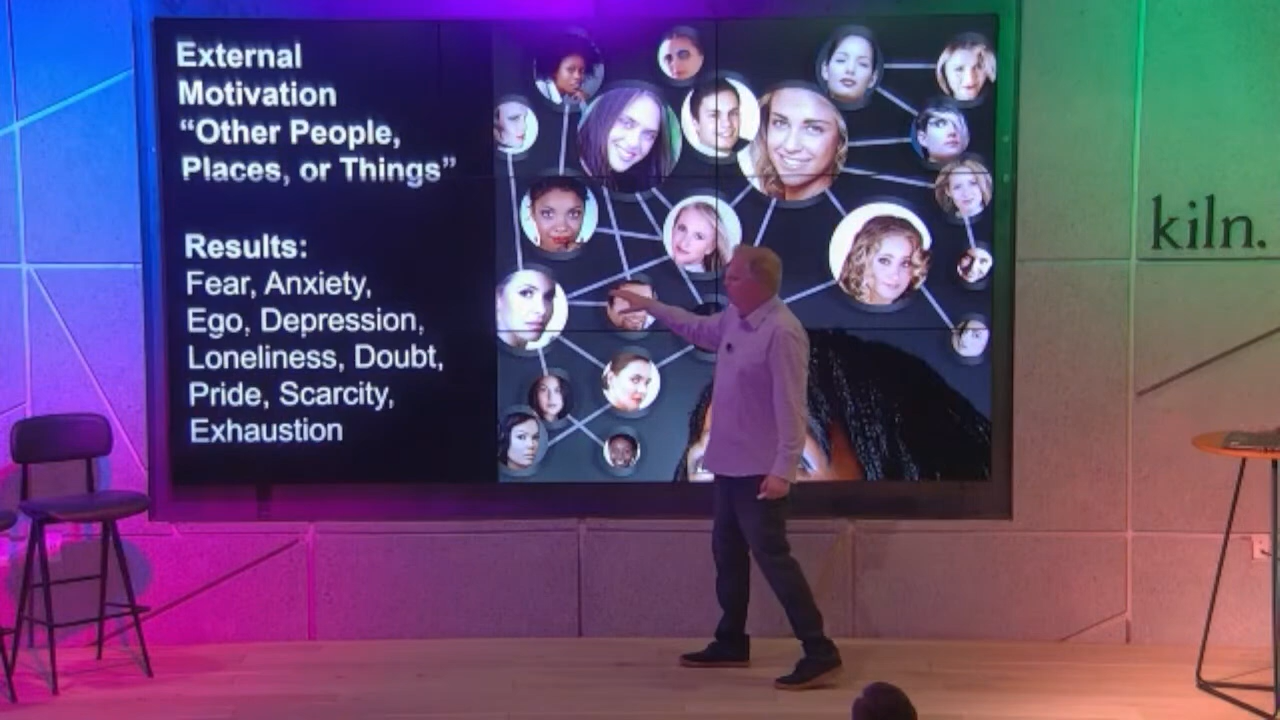 External
Motivation
“Other People,
Places, or Things”
Results:
Fear, Anxiety,
Ego, Depression,
Loneliness, Doubt,
Pride, Scarcity,
Exhaustion
kiln.